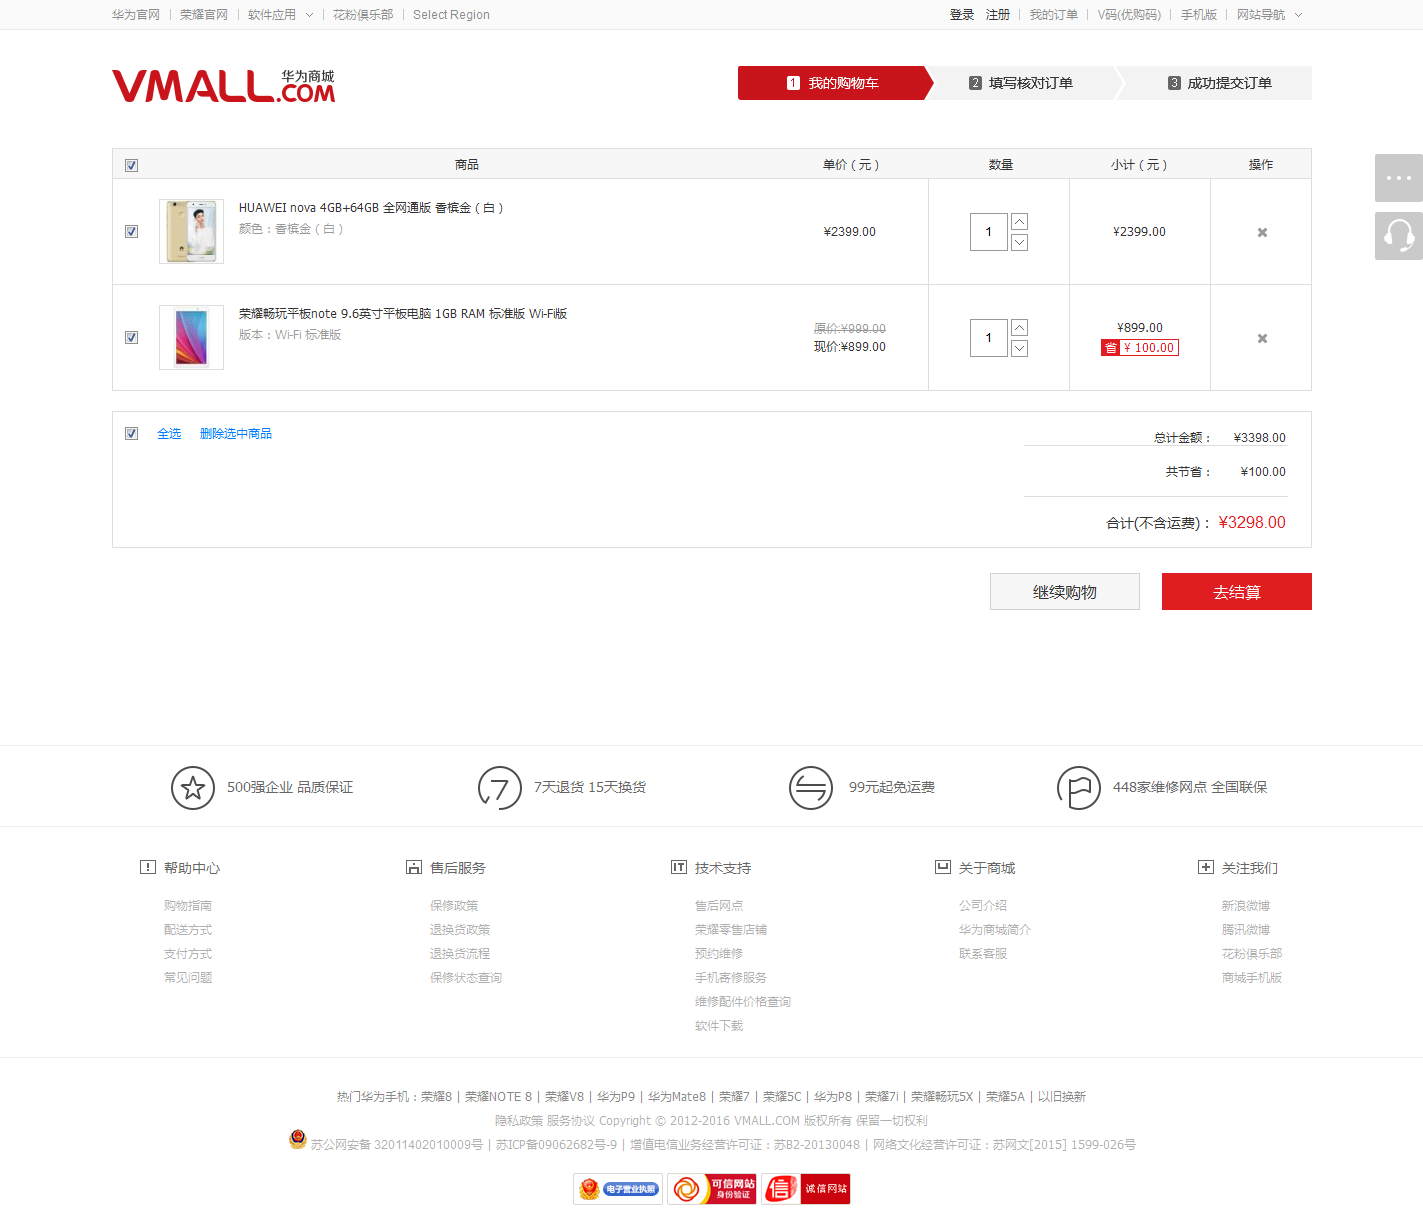 华为官网 | 荣耀官网 | 软件应用 | 花粉俱乐部 | Select Region
登录 注册 | 我的订单 | V码(优购码) | 手机版 | 网站导航
VMALL.COM 华为商城
1 我的购物车 2 填写核对订单 3 成功提交订单
商品 单价（元） 数量 小计（元） 操作
HUAWEI nova 4GB+64GB 全网通版 香槟金（白）
颜色：香槟金（白）
¥2399.00 1 ¥2399.00
荣耀畅玩平板note 9.6英寸平板电脑 1GB RAM 标准版 Wi-Fi版
版本：Wi-Fi 标准版
原价:¥999.00
现价:¥899.00
1
¥899.00
省 ¥ 100.00
全选 删除选中商品
总计金额： ¥3398.00
共节省： ¥100.00
合计(不含运费)： ¥3298.00
继续购物 去结算
500强企业 品质保证
7天退货 15天换货
99元起免运费
448家维修网点 全国联保
帮助中心
购物指南
配送方式
支付方式
常见问题
售后服务
保修政策
退换货政策
退换货流程
保修状态查询
技术支持
售后网点
荣耀零售店铺
预约维修
手机寄修服务
维修配件价格查询
软件下载
关于商城
公司介绍
华为商城简介
联系客服
关注我们
新浪微博
腾讯微博
花粉俱乐部
商城手机版
热门华为手机：荣耀8 | 荣耀NOTE 8 | 荣耀V8 | 华为P9 | 华为Mate8 | 荣耀7 | 荣耀5C | 华为P8 | 荣耀7i | 荣耀畅玩5X | 荣耀5A | 以旧换新
隐私政策 服务协议 Copyright © 2012-2016 VMALL.COM 版权所有 保留一切权利
苏公网安备 32011402010009号 | 苏ICP备09062682号-9 | 增值电信业务经营许可证：苏B2-20130048 | 网络文化经营许可证：苏网文[2015] 1599-026号
电子营业执照
可信网站
身份验证
信 诚信网站